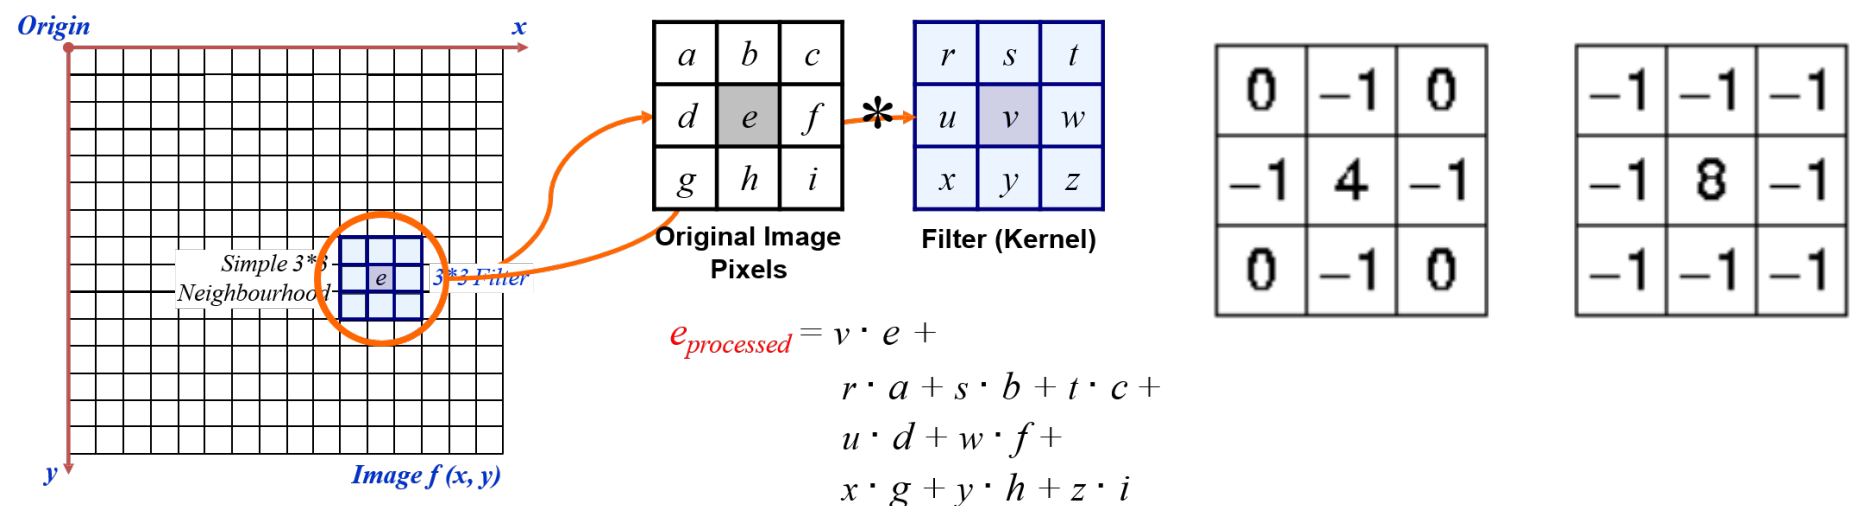 Origin
x
Simple 3*3
Neighbourhood
e
3*3 Filter
y
Image f (x, y)
a b c
d e f
g h i
Original Image
Pixels
*
r s t
u v w
x y z
Filter (Kernel)
eprocessed = v · e +
r · a + s · b + t · c +
u · d + w · f +
x · g + y · h + z · i
0 −1 0
−1 4 −1
0 −1 0
−1 −1 −1
−1 8 −1
−1 −1 −1